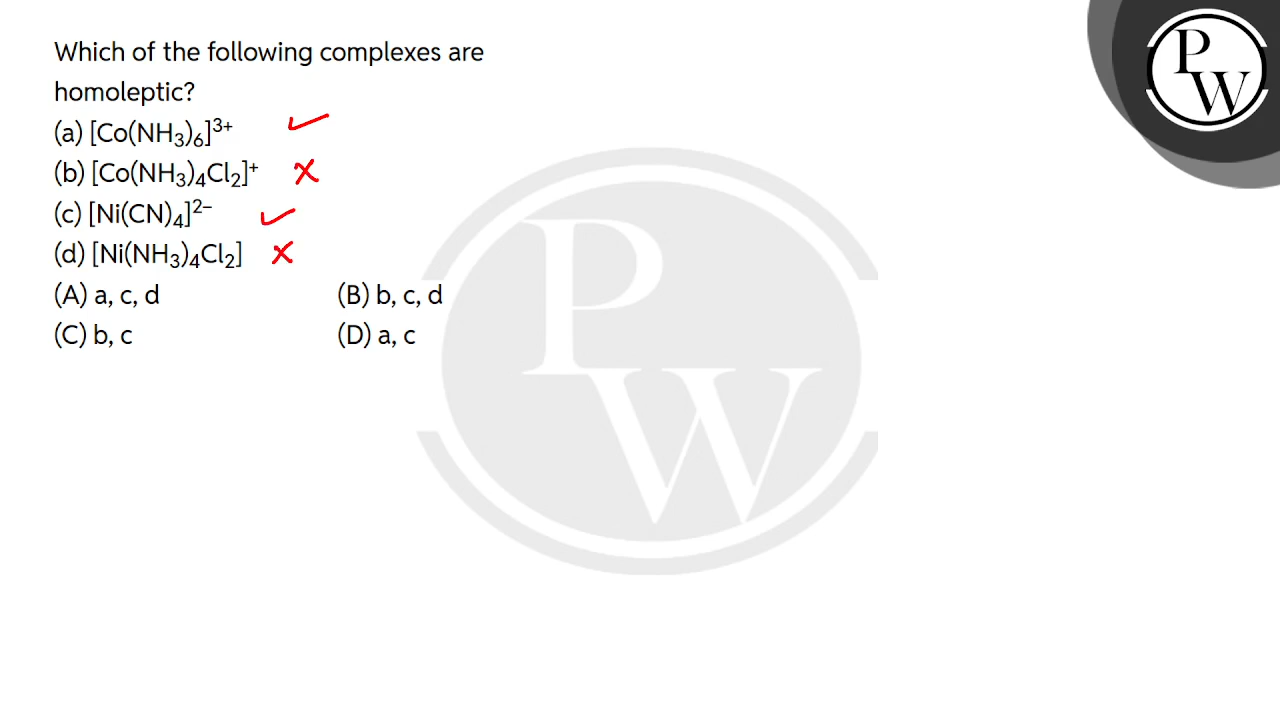 Which of the following complexes are
homoleptic?
(a) [Co(NH₃)₆]³⁺ ✓
(b) [Co(NH₃)₄Cl₂]⁺ ✗
(c) [Ni(CN)₄]²⁻ ✓
(d) [Ni(NH₃)₄Cl₂] ✗
(A) a, c, d (B) b, c, d
(C) b, c (D) a, c
P
W
P
W